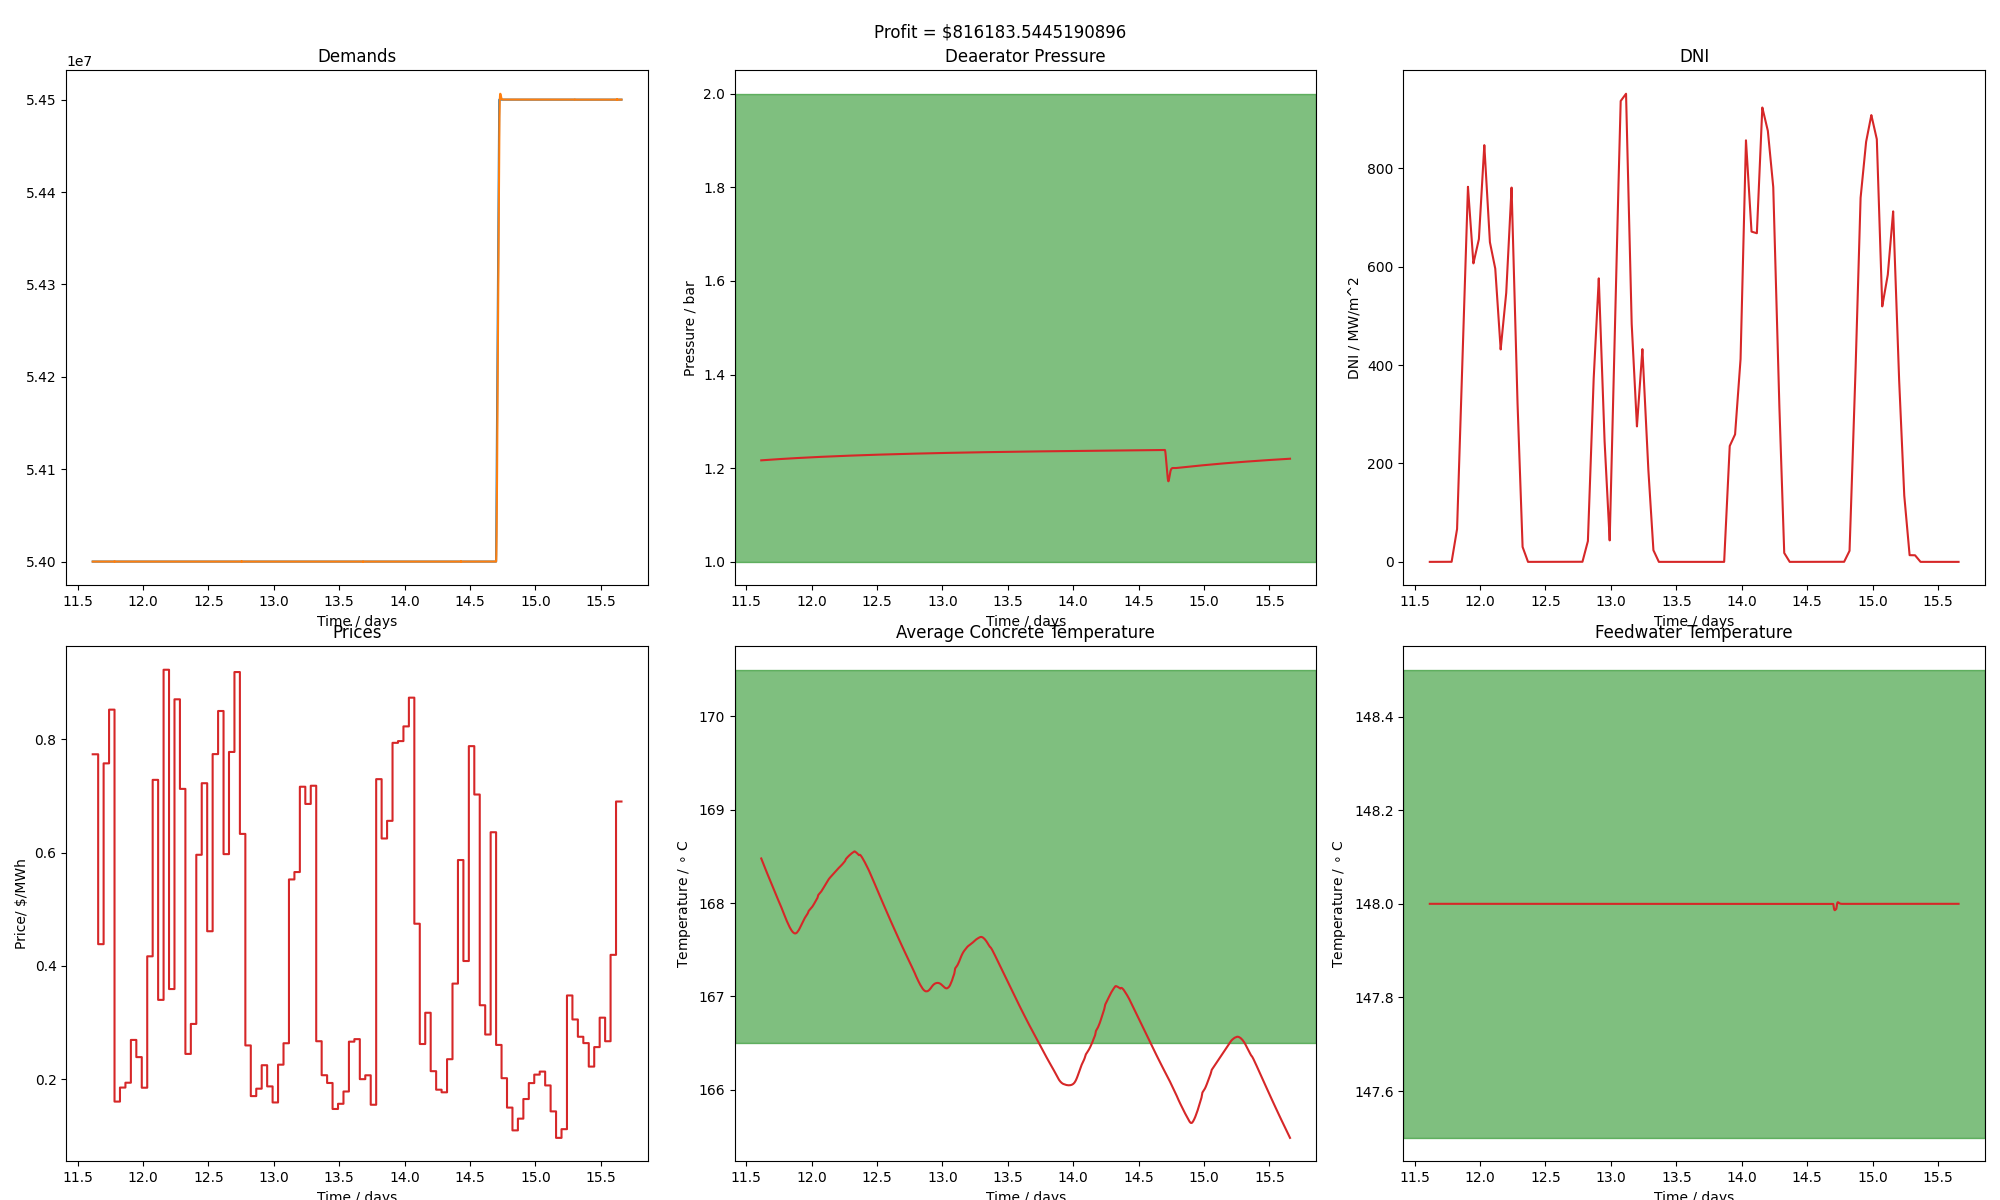 Profit = $816183.5445190896
Demands
1e7
5.45
5.44
5.43
5.42
5.41
5.40
11.5 12.0 12.5 13.0 13.5 14.0 14.5 15.0 15.5
Time / days
Deaerator Pressure
Pressure / bar
2.0
1.8
1.6
1.4
1.2
1.0
11.5 12.0 12.5 13.0 13.5 14.0 14.5 15.0 15.5
Time / days
DNI
DNI / MW/m^2
800
600
400
200
0
11.5 12.0 12.5 13.0 13.5 14.0 14.5 15.0 15.5
Time / days
Prices
Price/ $/MWh
0.8
0.6
0.4
0.2
11.5 12.0 12.5 13.0 13.5 14.0 14.5 15.0 15.5
Time / days
Average Concrete Temperature
Temperature / ∘ C
170
169
168
167
166
11.5 12.0 12.5 13.0 13.5 14.0 14.5 15.0 15.5
Time / days
Feedwater Temperature
Temperature / ∘ C
148.4
148.2
148.0
147.8
147.6
11.5 12.0 12.5 13.0 13.5 14.0 14.5 15.0 15.5
Time / days